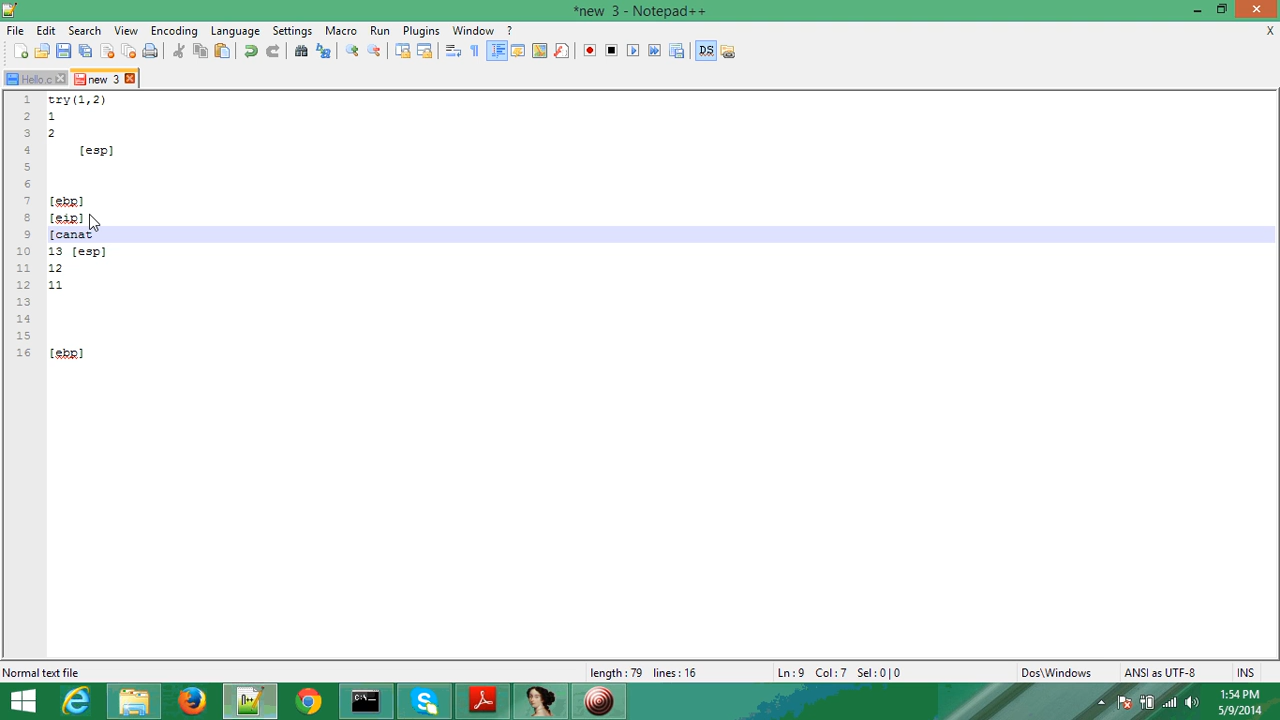 *new  3 - Notepad++
File Edit Search View Encoding Language Settings Macro Run Plugins Window ?
X
DS
Hello.c new 3
1 try(1,2)
2 1
3 2
4 [esp]
5
6
7 [ebp]
8 [eip]
9 [canat
10 13 [esp]
11 12
12 11
13
14
15
16 [ebp]
Normal text file length : 79 lines : 16 Ln : 9 Col : 7 Sel : 0 | 0 Dos\Windows ANSI as UTF-8 INS
1:54 PM
5/9/2014